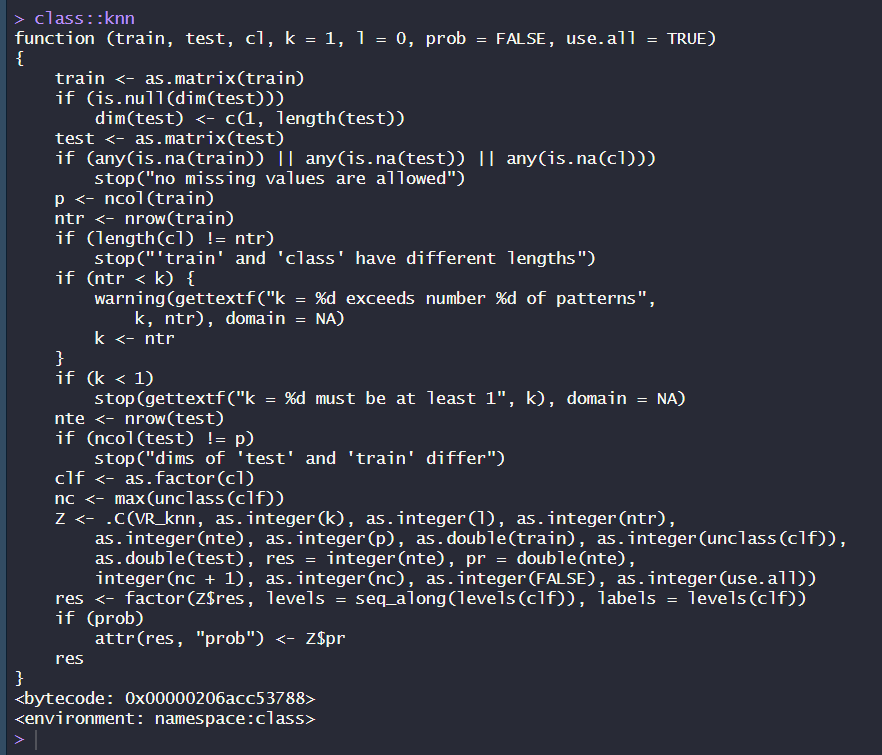 > class::knn
function (train, test, cl, k = 1, l = 0, prob = FALSE, use.all = TRUE)
{
    train <- as.matrix(train)
    if (is.null(dim(test)))
        dim(test) <- c(1, length(test))
    test <- as.matrix(test)
    if (any(is.na(train)) || any(is.na(test)) || any(is.na(cl)))
        stop("no missing values are allowed")
    p <- ncol(train)
    ntr <- nrow(train)
    if (length(cl) != ntr)
        stop("'train' and 'class' have different lengths")
    if (ntr < k) {
        warning(gettextf("k = %d exceeds number %d of patterns",
            k, ntr), domain = NA)
        k <- ntr
    }
    if (k < 1)
        stop(gettextf("k = %d must be at least 1", k), domain = NA)
    nte <- nrow(test)
    if (ncol(test) != p)
        stop("dims of 'test' and 'train' differ")
    clf <- as.factor(cl)
    nc <- max(unclass(clf))
    Z <- .C(VR_knn, as.integer(k), as.integer(l), as.integer(ntr),
        as.integer(nte), as.integer(p), as.double(train), as.integer(unclass(clf)),
        as.double(test), res = integer(nte), pr = double(nte),
        integer(nc + 1), as.integer(nc), as.integer(FALSE), as.integer(use.all))
    res <- factor(Z$res, levels = seq_along(levels(clf)), labels = levels(clf))
    if (prob)
        attr(res, "prob") <- Z$pr
    res
}
<bytecode: 0x00000206acc53788>
<environment: namespace:class>
>